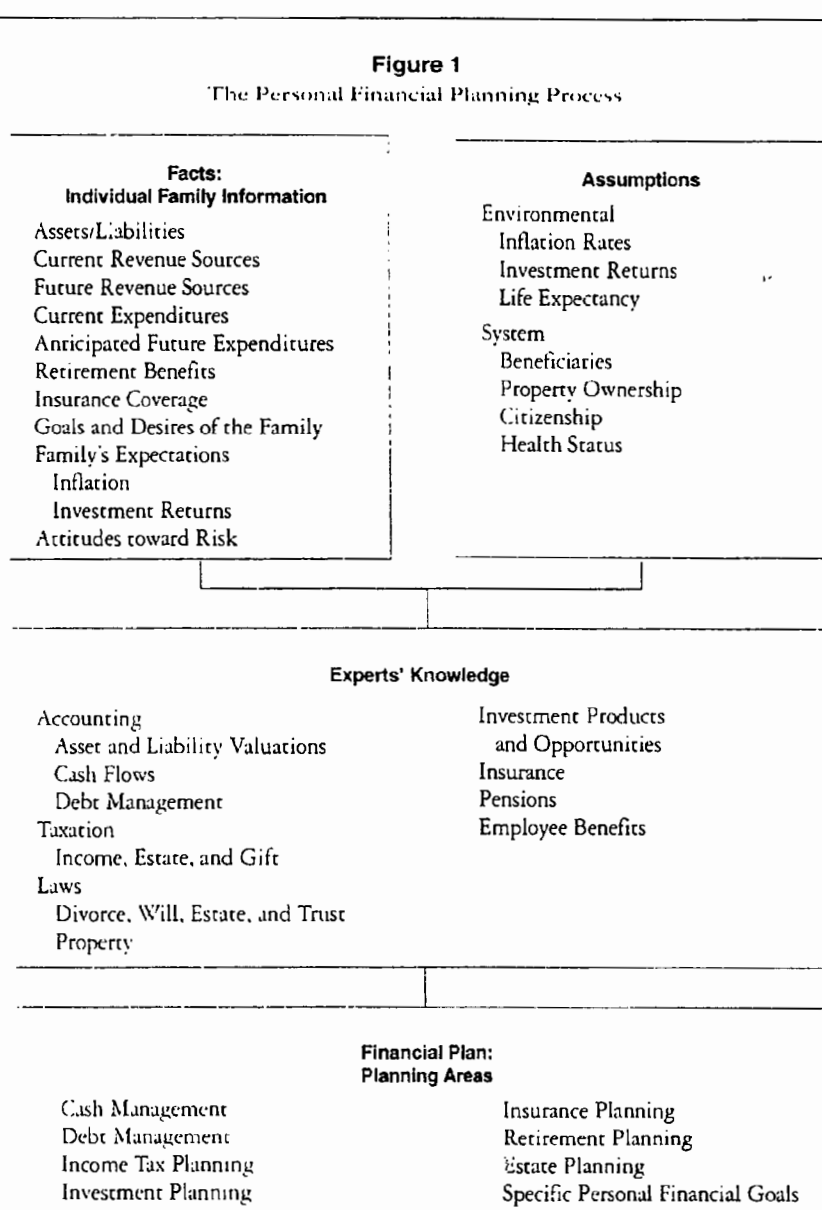 Figure 1
The Personal Financial Planning Process
Facts:
Individual Family Information
Assets/Liabilities
Current Revenue Sources
Future Revenue Sources
Current Expenditures
Anticipated Future Expenditures
Retirement Benefits
Insurance Coverage
Goals and Desires of the Family
Family's Expectations
Inflation
Investment Returns
Attitudes toward Risk
Assumptions
Environmental
Inflation Rates
Investment Returns
Life Expectancy
System
Beneficiaries
Property Ownership
Citizenship
Health Status
Experts' Knowledge
Accounting
Asset and Liability Valuations
Cash Flows
Debt Management
Taxation
Income, Estate, and Gift
Laws
Divorce, Will, Estate, and Trust
Property
Investment Products
and Opportunities
Insurance
Pensions
Employee Benefits
Financial Plan:
Planning Areas
Cash Management
Debt Management
Income Tax Planning
Investment Planning
Insurance Planning
Retirement Planning
Estate Planning
Specific Personal Financial Goals